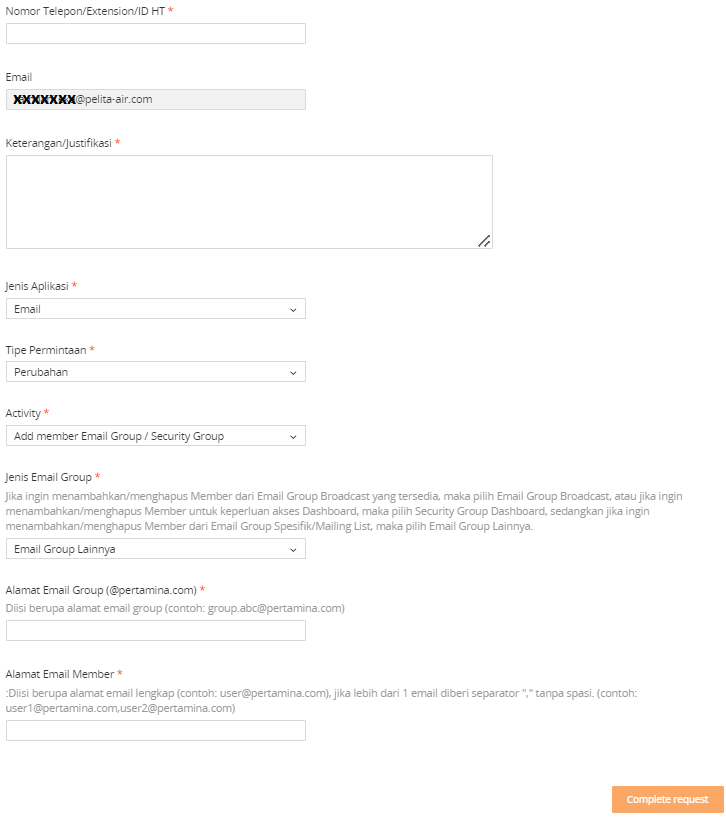 Nomor Telepon/Extension/ID HT *
Email
XXXXXXX@pelita-air.com
Keterangan/Justifikasi *
Jenis Aplikasi *
Email
Tipe Permintaan *
Perubahan
Activity *
Add member Email Group / Security Group
Jenis Email Group *
Jika ingin menambahkan/menghapus Member dari Email Group Broadcast yang tersedia, maka pilih Email Group Broadcast, atau jika ingin
menambahkan/menghapus Member untuk keperluan akses Dashboard, maka pilih Security Group Dashboard, sedangkan jika ingin
menambahkan/menghapus Member dari Email Group Spesifik/Mailing List, maka pilih Email Group Lainnya.
Email Group Lainnya
Alamat Email Group (@pertamina.com) *
Diisi berupa alamat email group (contoh: group.abc@pertamina.com)
Alamat Email Member *
:Diisi berupa alamat email lengkap (contoh: user@pertamina.com), jika lebih dari 1 email diberi separator "," tanpa spasi. (contoh:
user1@pertamina.com,user2@pertamina.com)
Complete request